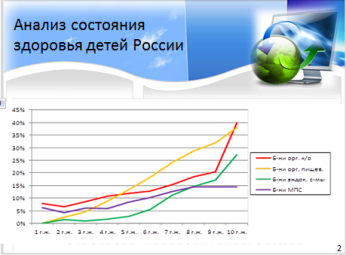 Анализ состояния
здоровья детей России
45%
40%
35%
30%
25%
20%
15%
10%
5%
0%
1 г.ж. 2 г.ж. 3 г.ж. 4 г.ж. 5 г.ж. 6 г.ж. 7 г.ж. 8 г.ж. 9 г.ж. 10 г.ж.
Б-ни орг. н/о
Б-ни орг. пищев.
Б-ни эндок. с-мы
Б-ни МПС
2